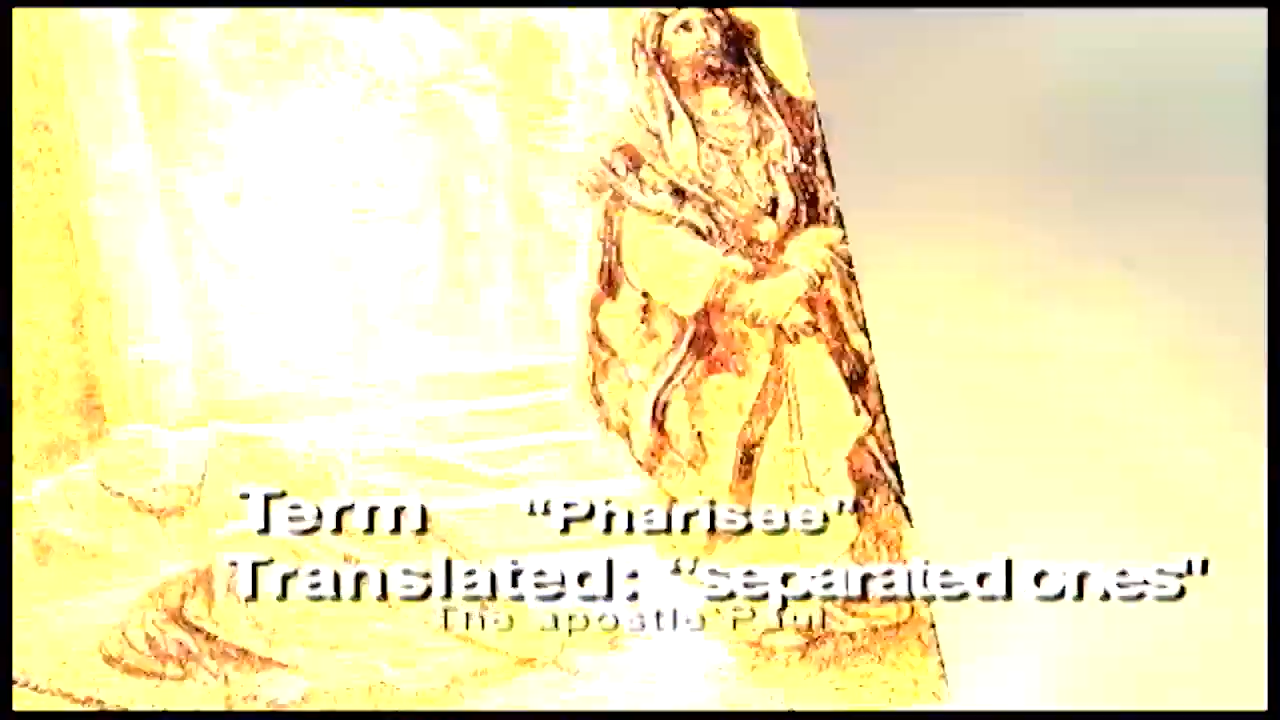 Term “Pharisee”
Translated: “separated ones"
The apostle Paul